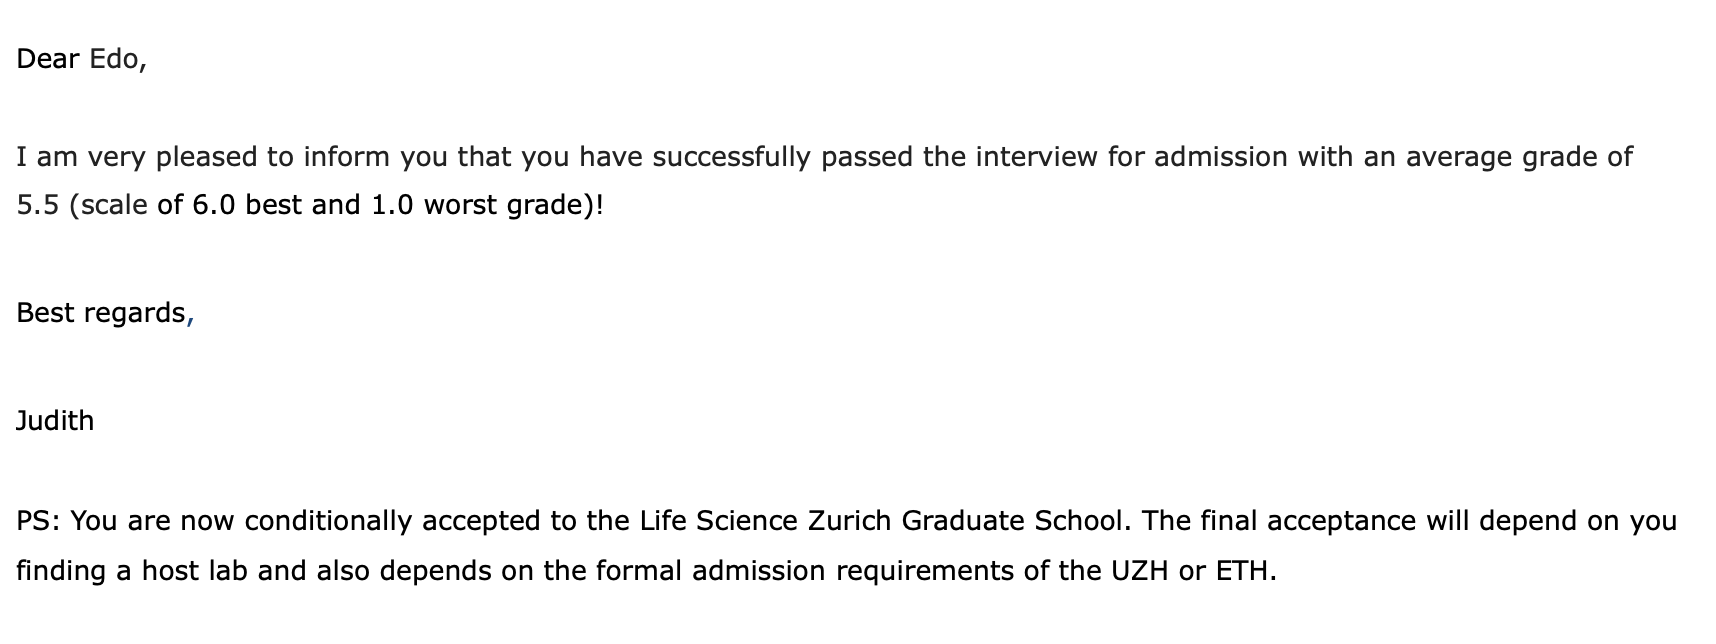 Dear Edo,
I am very pleased to inform you that you have successfully passed the interview for admission with an average grade of
5.5 (scale of 6.0 best and 1.0 worst grade)!
Best regards,
Judith
PS: You are now conditionally accepted to the Life Science Zurich Graduate School. The final acceptance will depend on you
finding a host lab and also depends on the formal admission requirements of the UZH or ETH.